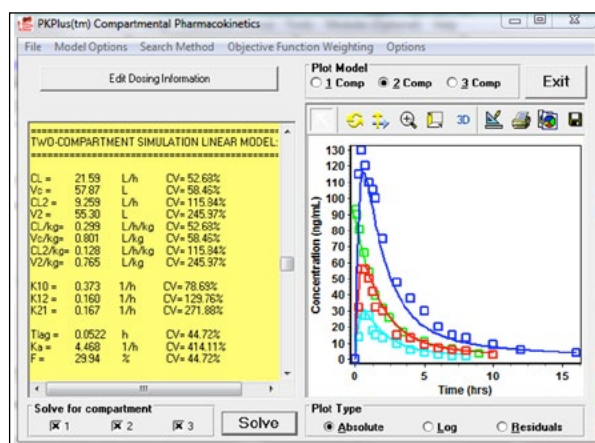 PKPlus(tm) Compartmental Pharmacokinetics
File Model Options Search Method Objective Function Weighting Options
Edit Dosing Information
Plot Model
1 Comp 2 Comp 3 Comp
Exit
3D
TWO-COMPARTMENT SIMULATION LINEAR MODEL:
CL = 21.59 L/h CV= 52.68%
Vc = 57.87 L CV= 58.46%
CL2 = 9.259 L/h CV= 115.84%
V2 = 55.30 L CV= 245.97%
CL/kg= 0.299 L/h/kg CV= 52.68%
Vc/kg= 0.801 L/kg CV= 58.46%
CL2/kg= 0.128 L/h/kg CV= 115.84%
V2/kg= 0.765 L/kg CV= 245.97%
K10 = 0.373 1/h CV= 78.69%
K12 = 0.160 1/h CV= 129.76%
K21 = 0.167 1/h CV= 271.88%
Tlag = 0.0522 h CV= 44.72%
Ka = 4.468 1/h CV= 414.11%
F = 29.94 % CV= 44.72%
Concentration (ng/mL)
130
120
110
100
90
80
70
60
50
40
30
20
10
0
0 5 10 15
Time (hrs)
Solve for compartment
1 2 3
Solve
Plot Type
Absolute Log Residuals